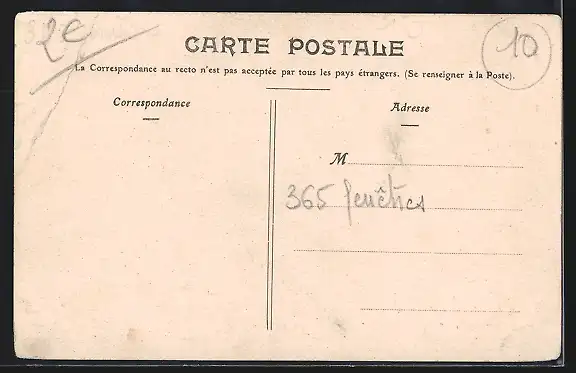 2€
10
CARTE POSTALE
La Correspondance au recto n'est pas acceptée par tous les pays étrangers. (Se renseigner à la Poste).
Correspondance
Adresse
M
365 fenêtres